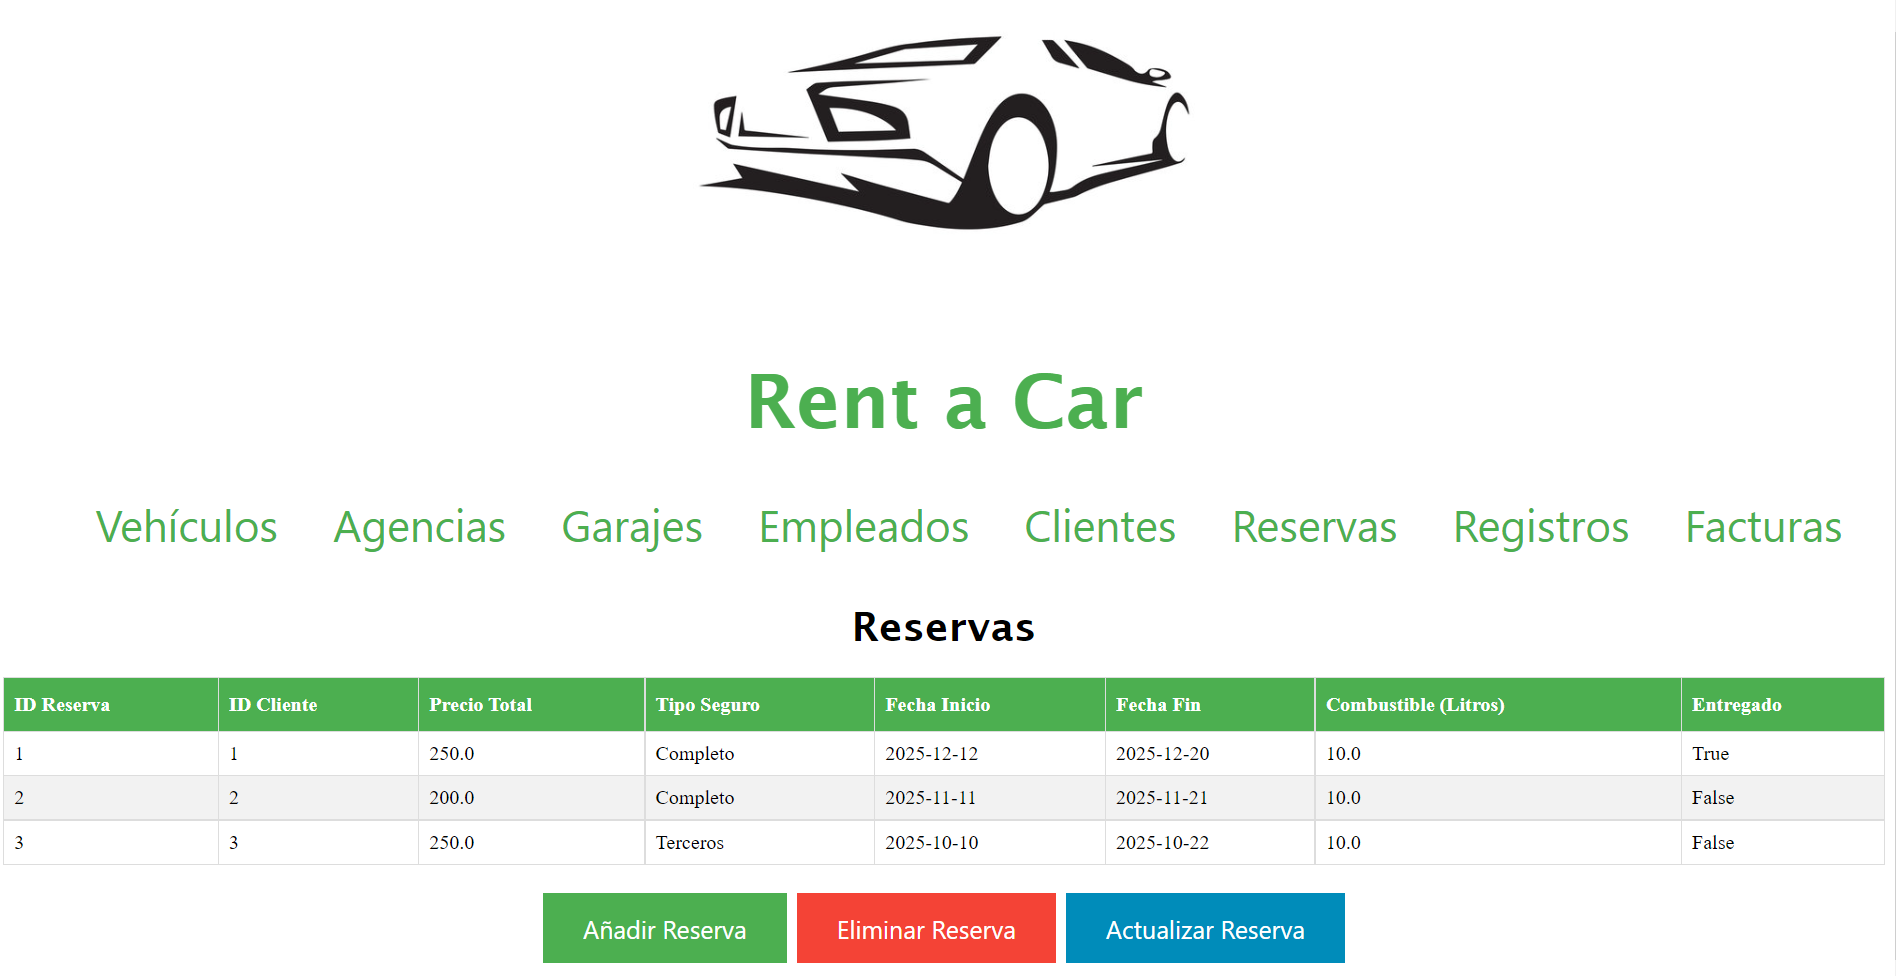 Rent a Car
Vehículos Agencias Garajes Empleados Clientes Reservas Registros Facturas
Reservas
ID Reserva ID Cliente Precio Total Tipo Seguro Fecha Inicio Fecha Fin Combustible (Litros) Entregado
1 1 250.0 Completo 2025-12-12 2025-12-20 10.0 True
2 2 200.0 Completo 2025-11-11 2025-11-21 10.0 False
3 3 250.0 Terceros 2025-10-10 2025-10-22 10.0 False
Añadir Reserva Eliminar Reserva Actualizar Reserva